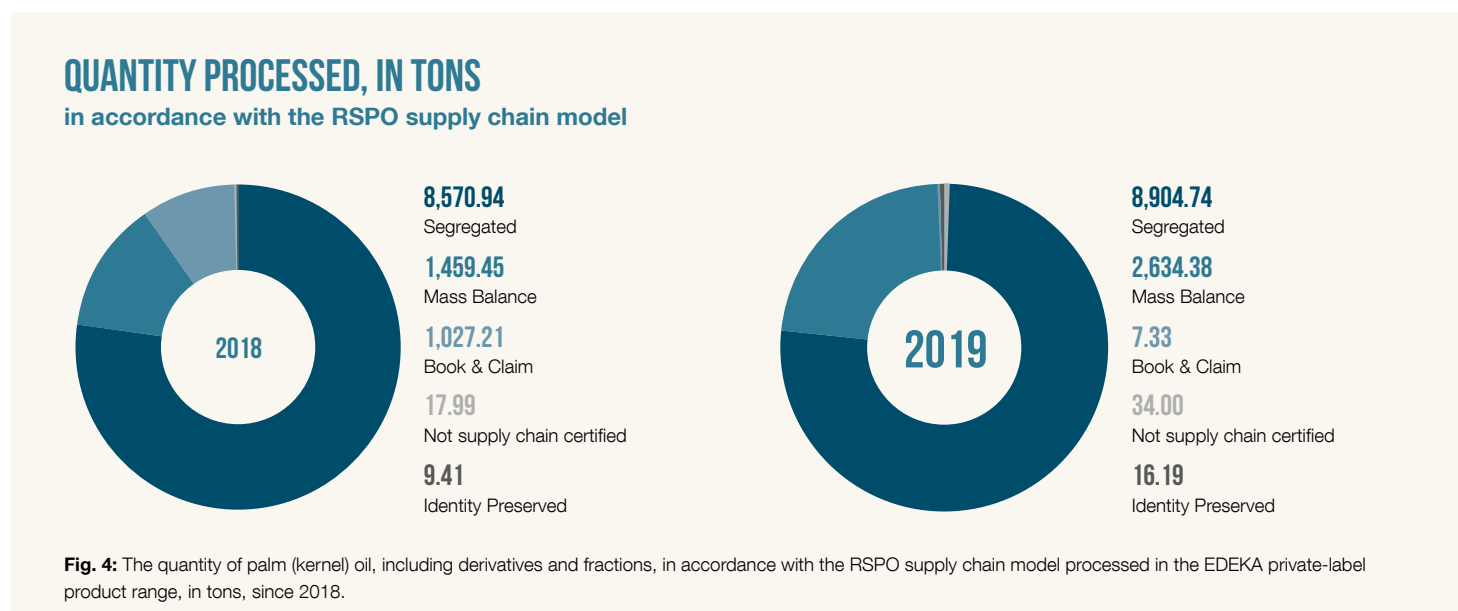 QUANTITY PROCESSED, IN TONS
in accordance with the RSPO supply chain model
2018
8,570.94
Segregated
1,459.45
Mass Balance
1,027.21
Book & Claim
17.99
Not supply chain certified
9.41
Identity Preserved
2019
8,904.74
Segregated
2,634.38
Mass Balance
7.33
Book & Claim
34.00
Not supply chain certified
16.19
Identity Preserved
Fig. 4: The quantity of palm (kernel) oil, including derivatives and fractions, in accordance with the RSPO supply chain model processed in the EDEKA private-label
product range, in tons, since 2018.